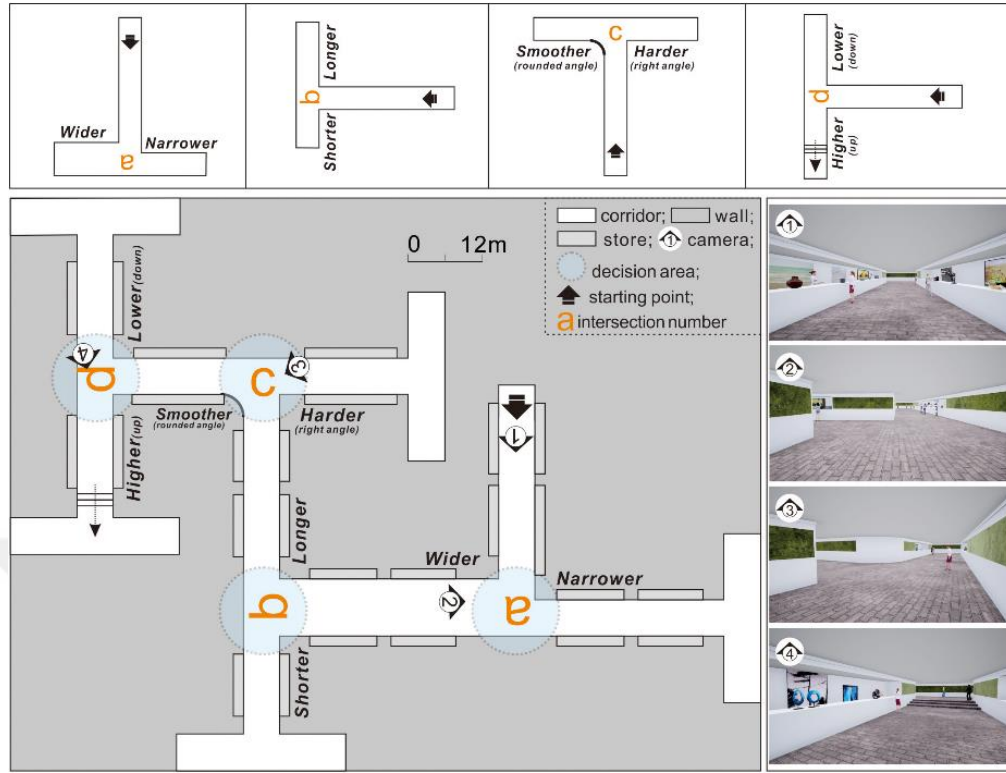 Wider
Narrower
a
Longer
b
Shorter
c
Smoother
(rounded angle)
Harder
(right angle)
Lower
(down)
d
Higher
(up)
0 12m
corridor; wall;
store; 1 camera;
decision area;
starting point;
a intersection number
Lower(down)
4
d
c
3
Smoother
(rounded angle)
Harder
(right angle)
Higher(up)
1
Longer
Wider
Narrower
b
2
a
Shorter
1
2
3
4